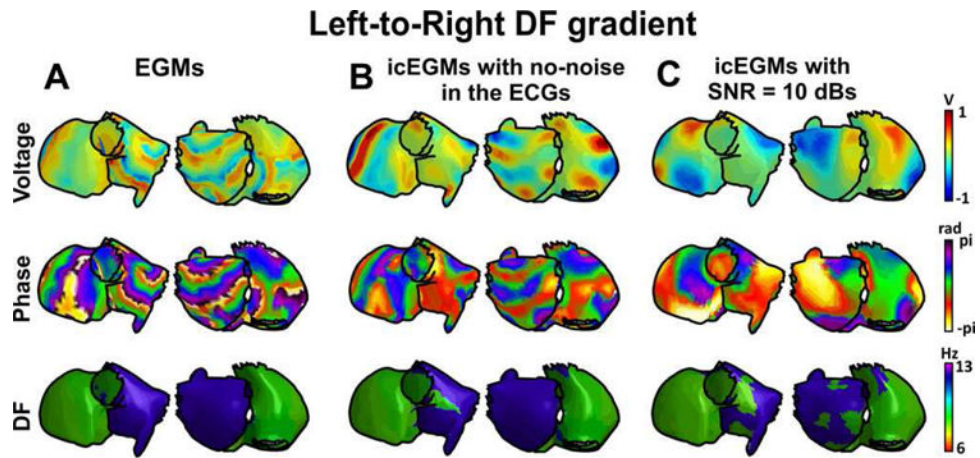 Left-to-Right DF gradient
A
EGMs
B
icEGMs with no-noise
in the ECGs
C
icEGMs with
SNR = 10 dBs
Voltage
V
1
-1
Phase
rad
pi
-pi
DF
Hz
13
6